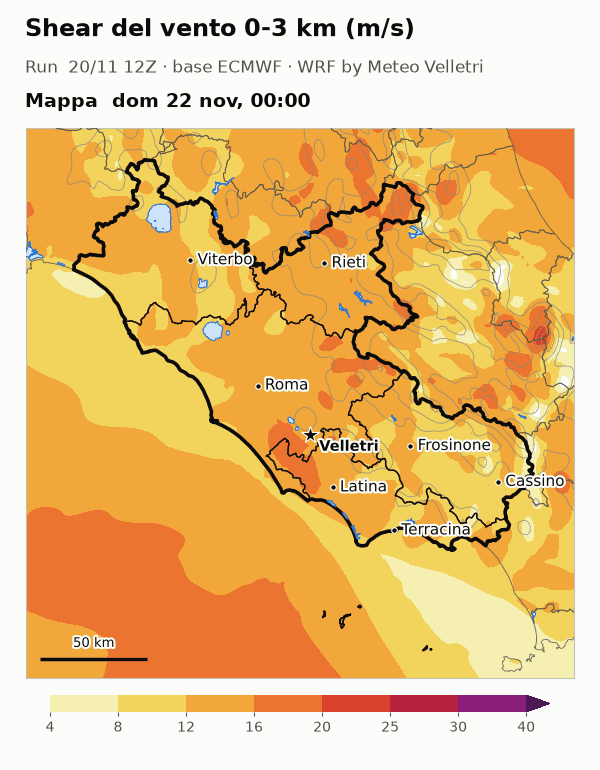 Shear del vento 0-3 km (m/s)
Run  20/11 12Z · base ECMWF · WRF by Meteo Velletri
Mappa  dom 22 nov, 00:00
Viterbo
Rieti
Roma
Velletri
Frosinone
Latina
Cassino
Terracina
50 km
4 8 12 16 20 25 30 40